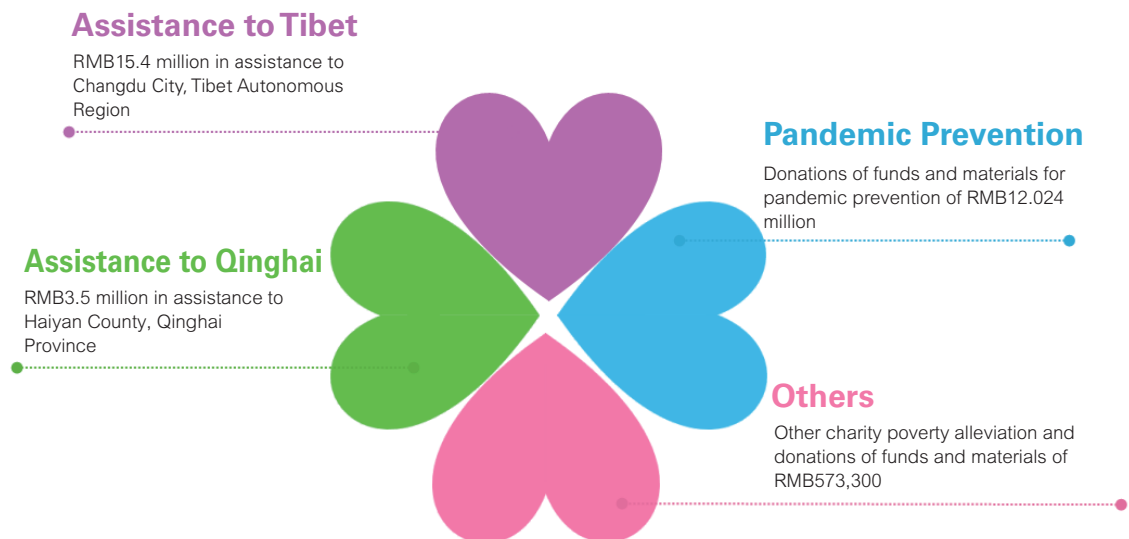 Assistance to Tibet
RMB15.4 million in assistance to
Changdu City, Tibet Autonomous
Region
Pandemic Prevention
Donations of funds and materials for
pandemic prevention of RMB12.024
million
Assistance to Qinghai
RMB3.5 million in assistance to
Haiyan County, Qinghai
Province
Others
Other charity poverty alleviation and
donations of funds and materials of
RMB573,300